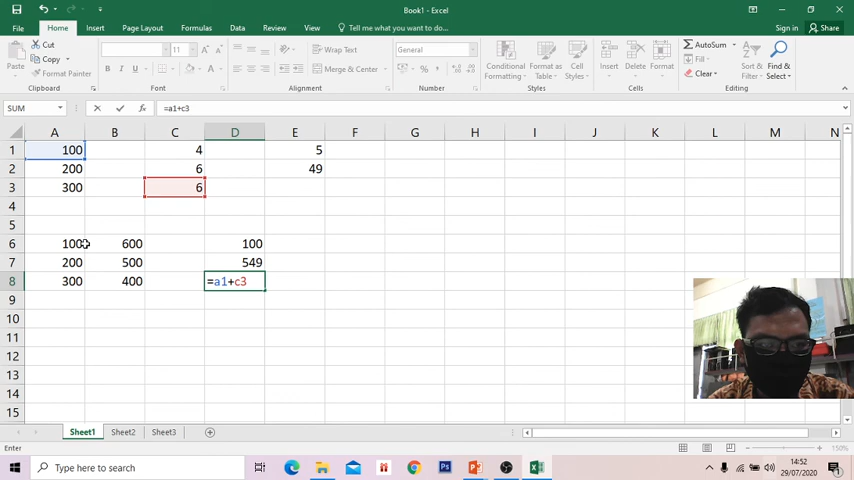 Book1 - Excel
File Home Insert Page Layout Formulas Data Review View Tell me what you want to do... Sign in Share
Cut
Copy
Format Painter
Paste
Clipboard
11 A A
B I U A
Font
Wrap Text
Merge & Center
Alignment
General
% ,
Number
Conditional Formatting
Format as Table
Cell Styles
Styles
Insert Delete Format
Cells
AutoSum
Fill
Clear
Sort & Filter
Find & Select
Editing
SUM fx =a1+c3
A B C D E F G H I J K L M N
1 100 4 5
2 200 6 49
3 300 6
4
5
6 100 600 100
7 200 500 549
8 300 400 =a1+c3
9
10
11
12
13
14
15
Sheet1 Sheet2 Sheet3
Enter 150%
Type here to search
14:52
29/07/2020